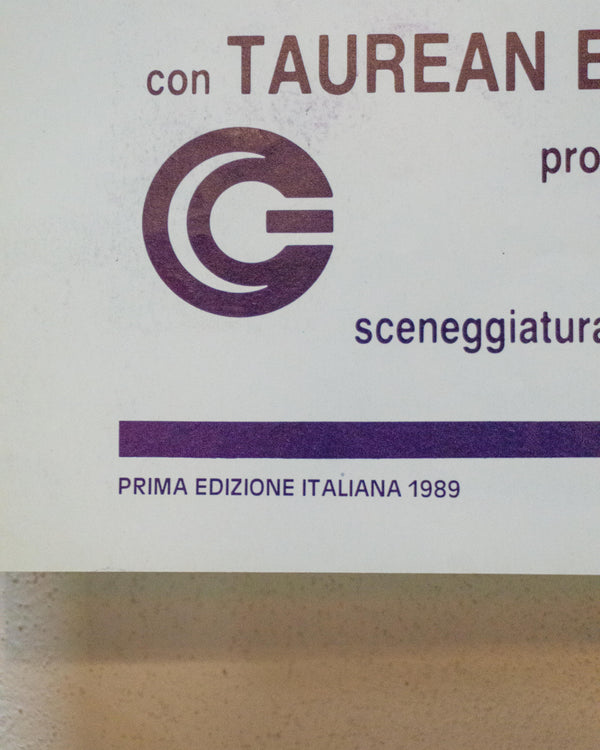 con TAUREAN
pro
sceneggiatura
PRIMA EDIZIONE ITALIANA 1989